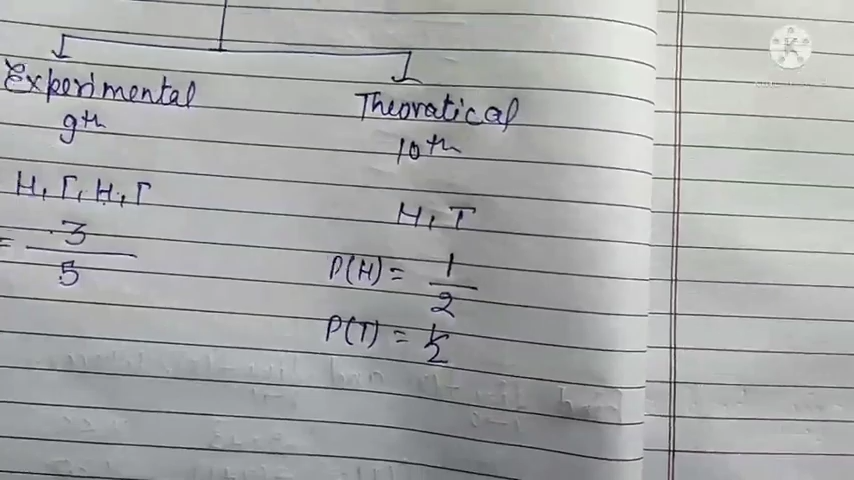 Experimental
9th
H, T, H, T
= 3/5
Theoratical
10th
H, T
P(H) = 1/2
P(T) = 1/2
K